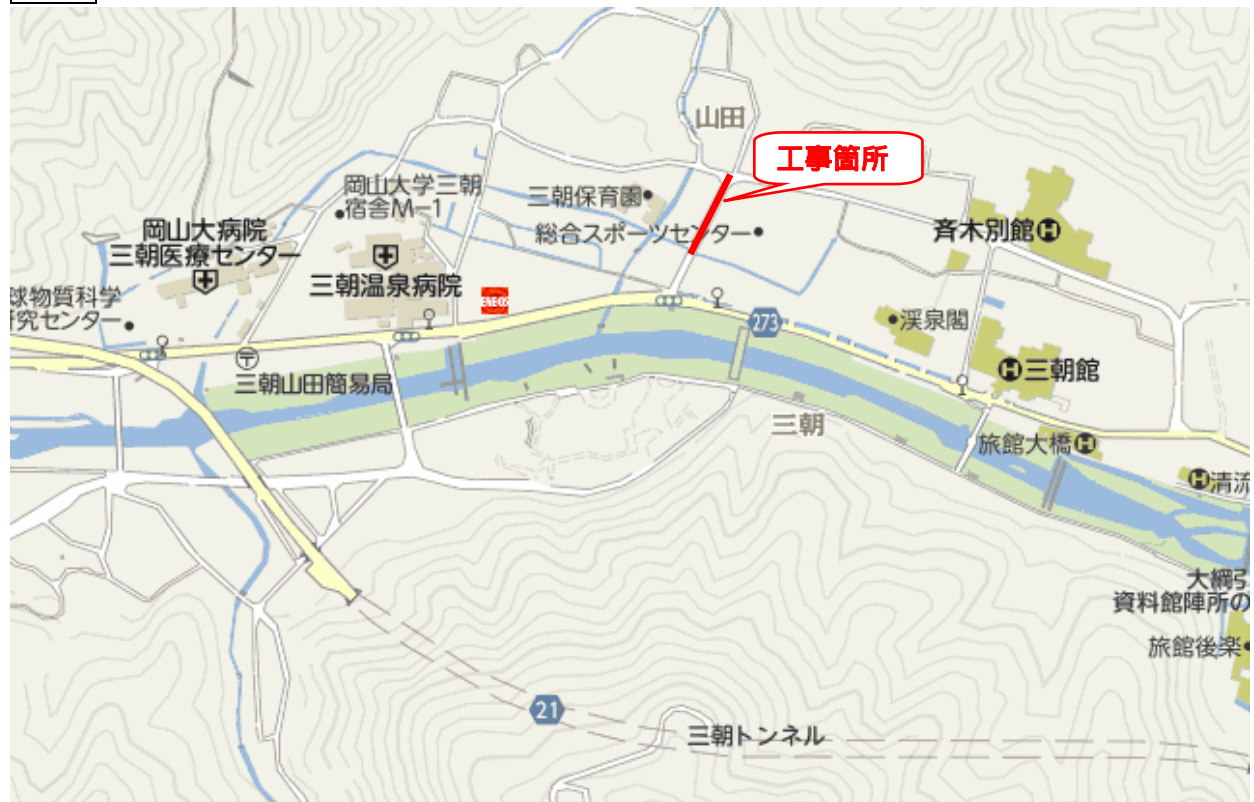 山田
工事箇所
岡山大学三朝
宿舎M-1
三朝保育園
総合スポーツセンター
岡山大病院
三朝医療センター
三朝温泉病院
斉木別館
H
球物質科学
究センター
ENEOS
273
渓泉閣
〒
三朝山田簡易局
H
三朝館
三朝
旅館大橋
H
H
清流
大綱引
資料館陣所の
旅館後楽
21
三朝トンネル